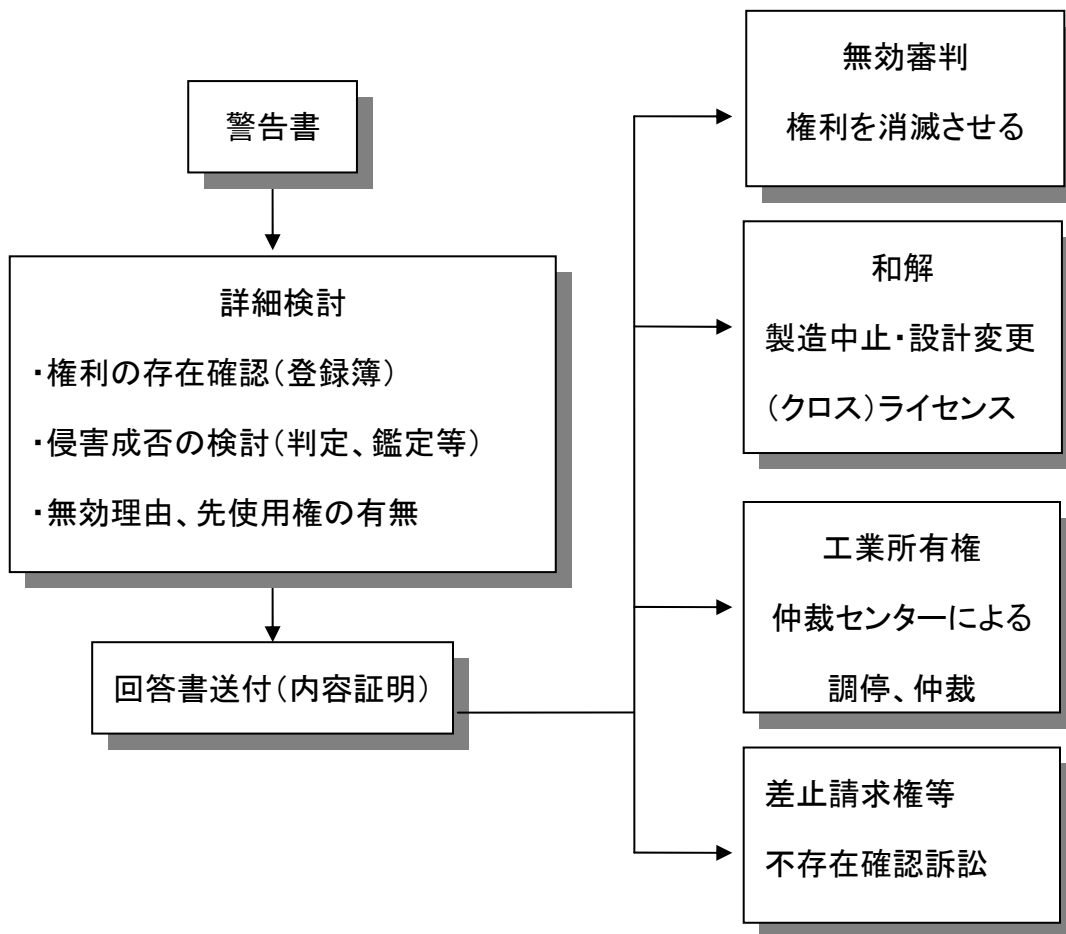 警告書
詳細検討
・権利の存在確認（登録簿）
・侵害成否の検討（判定、鑑定等）
・無効理由、先使用権の有無
回答書送付（内容証明）
無効審判
権利を消滅させる
和解
製造中止・設計変更
（クロス）ライセンス
工業所有権
仲裁センターによる
調停、仲裁
差止請求権等
不存在確認訴訟